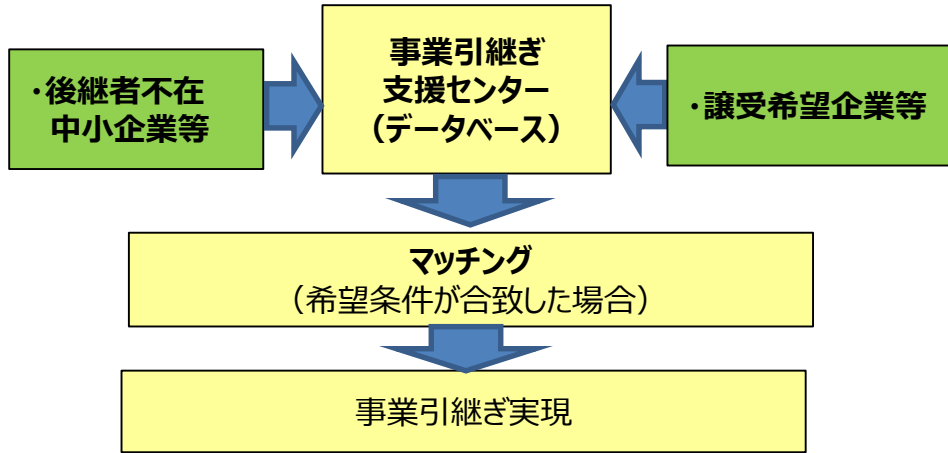 ・後継者不在
中小企業等
事業引継ぎ
支援センター
（データベース）
・譲受希望企業等
マッチング
（希望条件が合致した場合）
事業引継ぎ実現